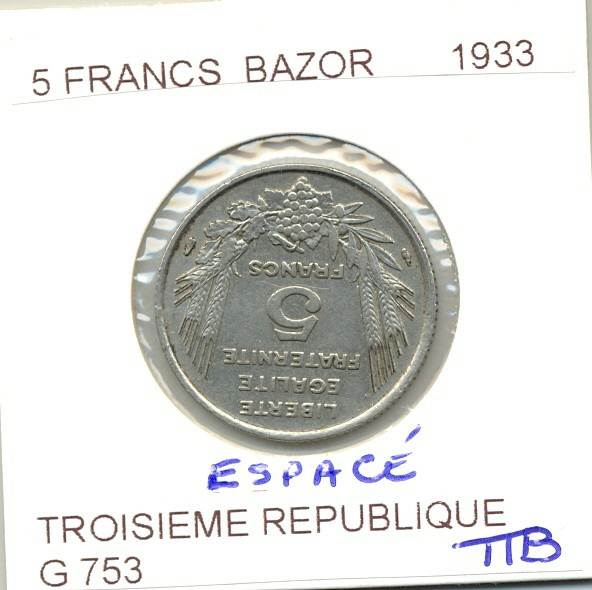 5 FRANCS BAZOR 1933
LIBERTE
EGALITE
FRATERNITE
5
FRANCS
ESPACÉ
TROISIEME REPUBLIQUE
TTB
G 753